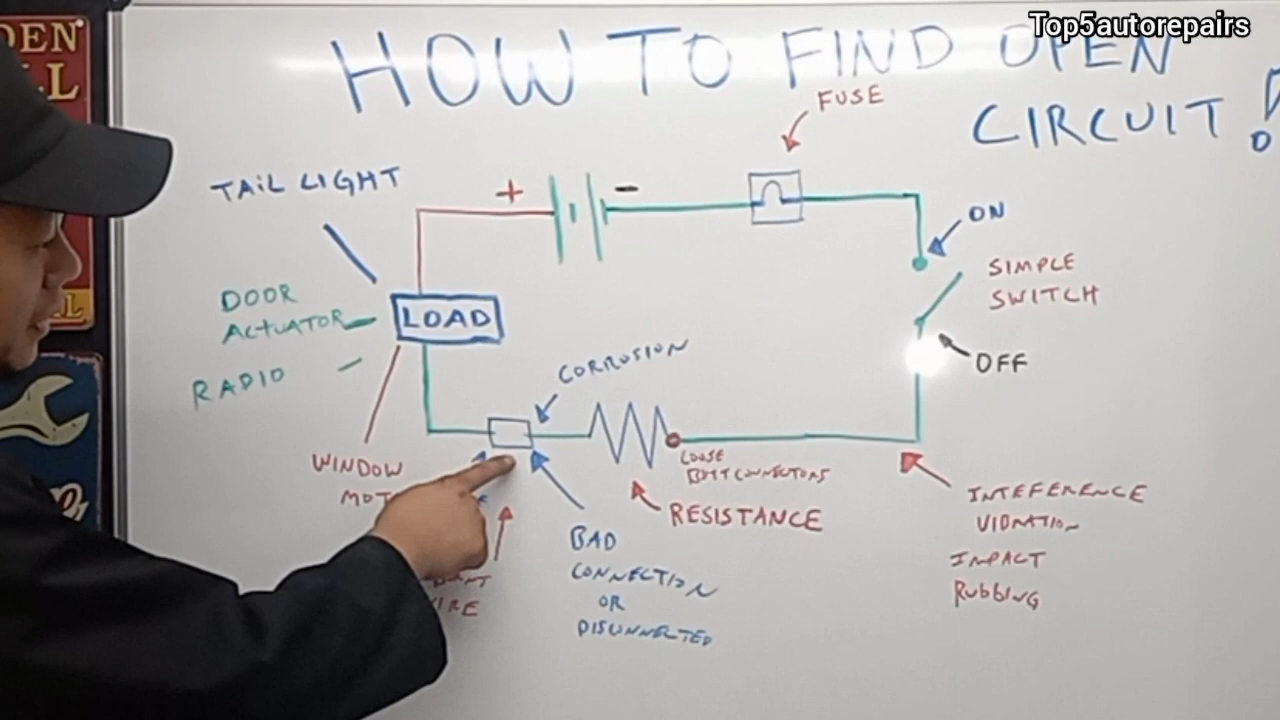 Top5autorepairs
HOW TO FIND OPEN
CIRCUIT!
FUSE
TAIL LIGHT
+ -
ON
SIMPLE
SWITCH
DOOR
ACTUATOR
LOAD
OFF
RADIO
CORROSION
WINDOW
LOOSE
BUTT CONNECTORS
RESISTANCE
INTEFERENCE
VIBRATION
IMPACT
RUBBING
BAD
CONNECTION
OR
DISCONNECTED